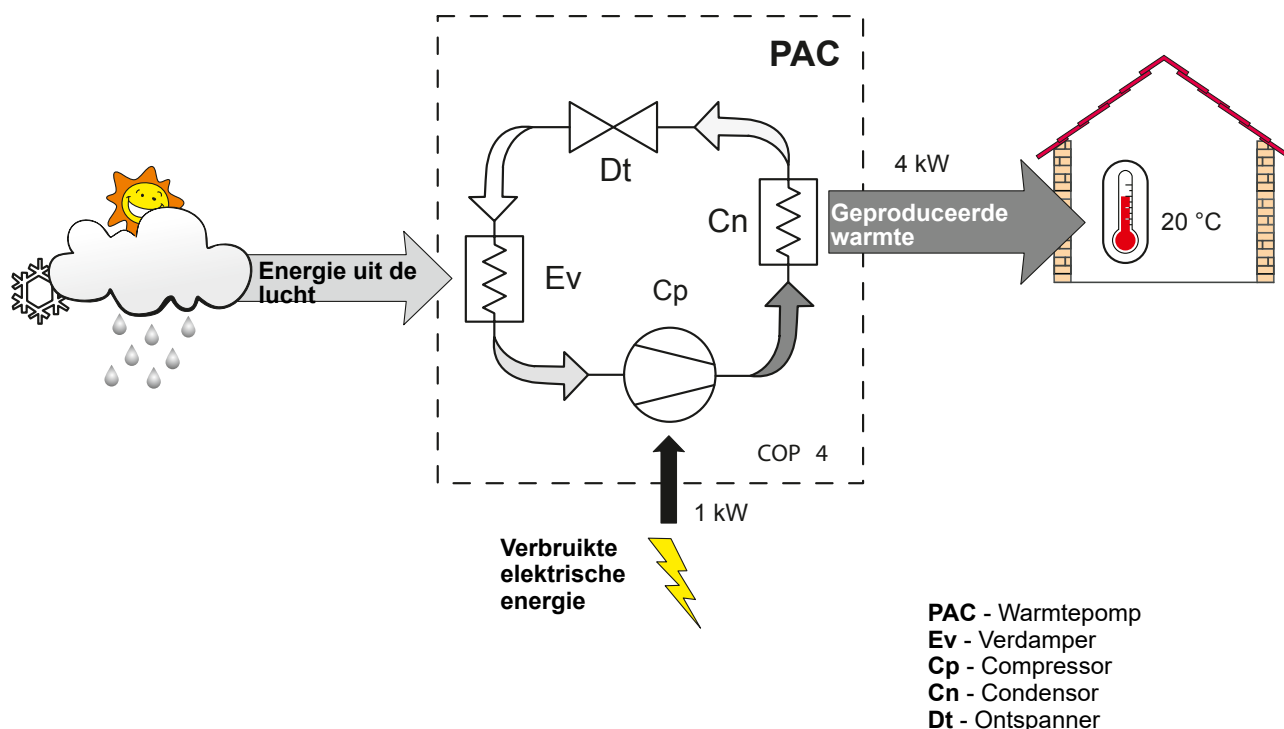 PAC
Dt
4 kW
Cn
Geproduceerde
warmte
20 °C
Energie uit de
lucht
Ev
Cp
COP 4
1 kW
Verbruikte
elektrische
energie
PAC - Warmtepomp
Ev - Verdamper
Cp - Compressor
Cn - Condensor
Dt - Ontspanner